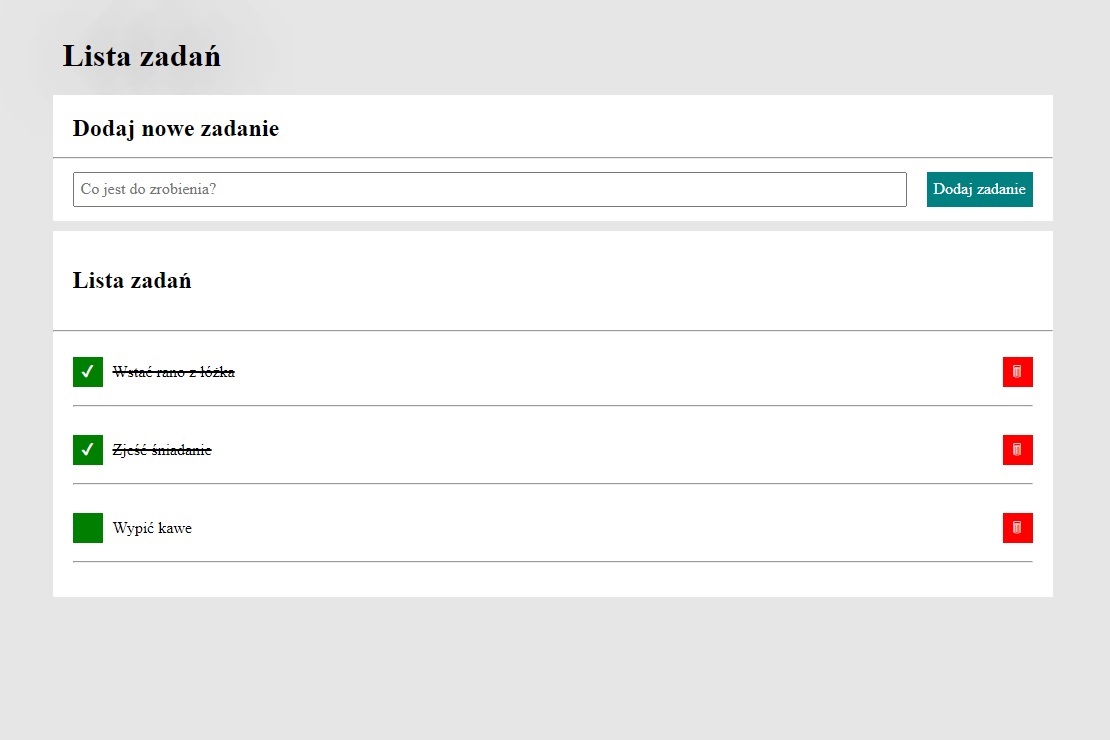 Lista zadań
Dodaj nowe zadanie
Co jest do zrobienia?
Dodaj zadanie
Lista zadań
Wstać rano z łóżka
Zjeść śniadanie
Wypić kawe